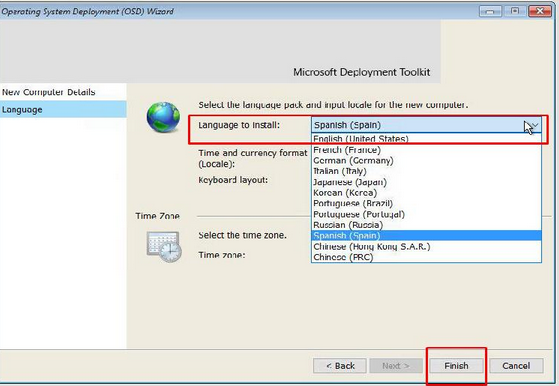 Operating System Deployment (OSD) Wizard
Microsoft Deployment Toolkit
New Computer Details
Language
Select the language pack and input locale for the new computer.
Language to Install:
Spanish (Spain)
English (United States)
French (France)
German (Germany)
Italian (Italy)
Japanese (Japan)
Korean (Korea)
Portuguese (Brazil)
Portuguese (Portugal)
Russian (Russia)
Spanish (Spain)
Chinese (Hong Kong S.A.R.)
Chinese (PRC)
Time and currency format
(Locale):
Keyboard layout:
Time Zone
Select the time zone.
Time zone:
< Back
Next >
Finish
Cancel